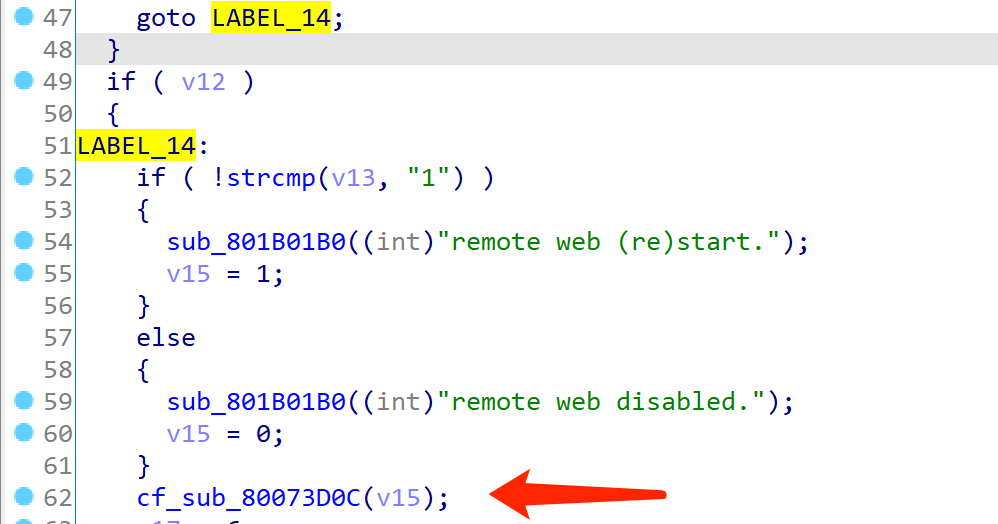 47 goto LABEL_14;
48 }
49 if ( v12 )
50 {
51 LABEL_14:
52 if ( !strcmp(v13, "1") )
53 {
54 sub_801B01B0((int)"remote web (re)start.");
55 v15 = 1;
56 }
57 else
58 {
59 sub_801B01B0((int)"remote web disabled.");
60 v15 = 0;
61 }
62 cf_sub_80073D0C(v15);